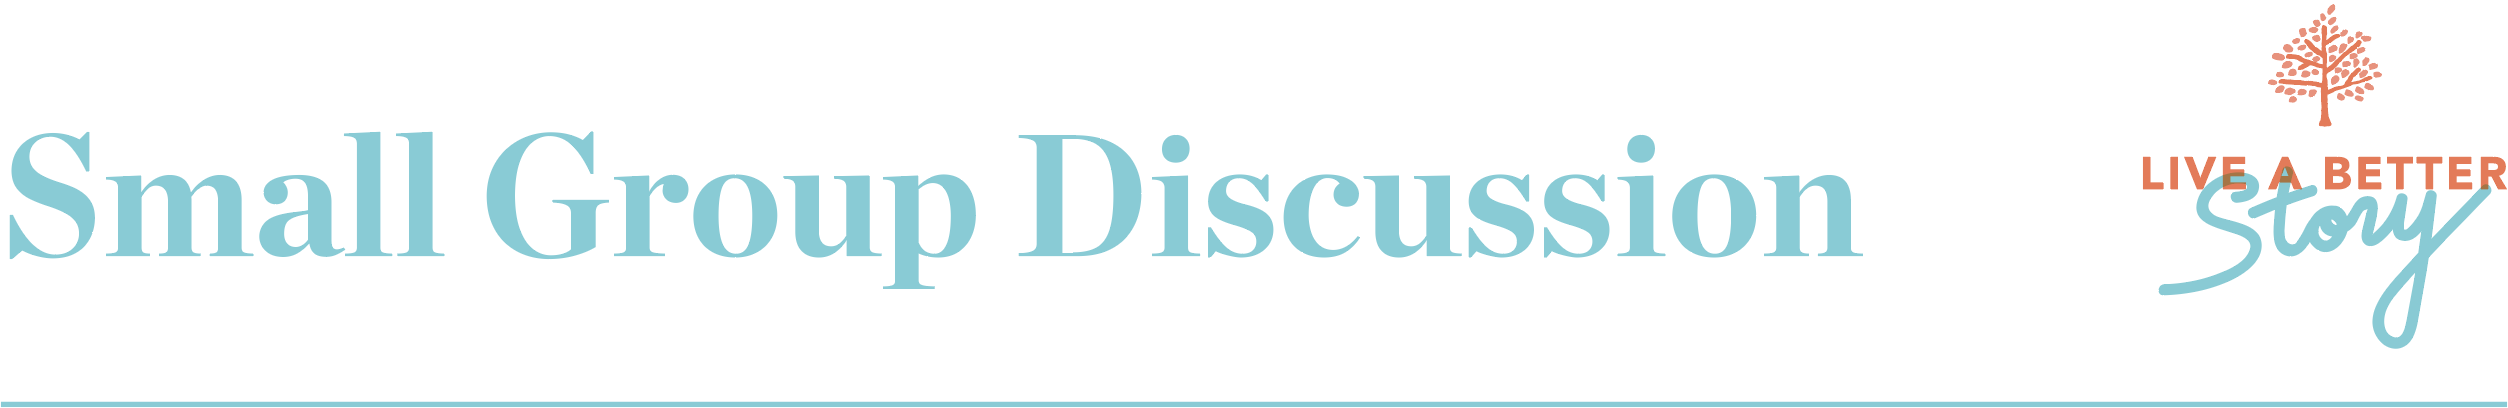 Small Group Discussion
LIVE A BETTER
Story